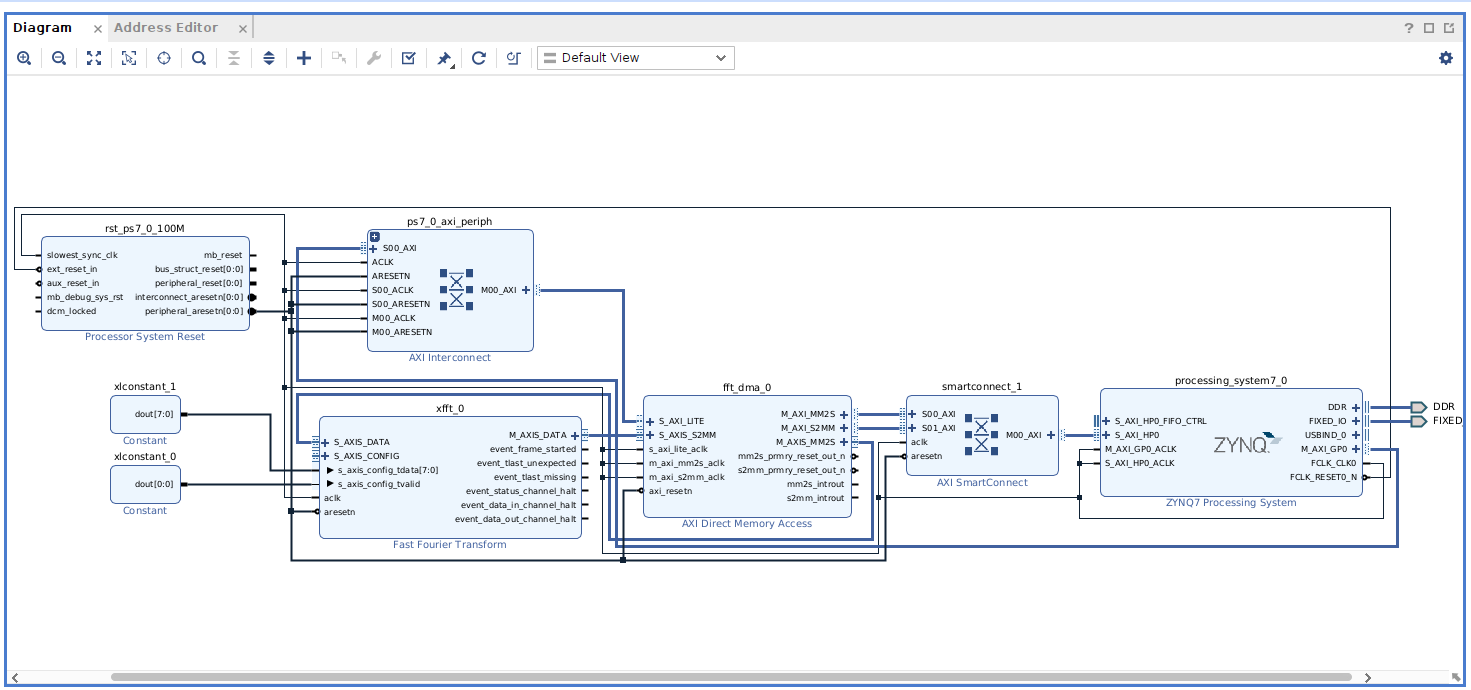 Diagram
Address Editor
?
Default View
rst_ps7_0_100M
slowest_sync_clk
ext_reset_in
aux_reset_in
mb_debug_sys_rst
dcm_locked
mb_reset
bus_struct_reset[0:0]
peripheral_reset[0:0]
interconnect_aresetn[0:0]
peripheral_aresetn[0:0]
Processor System Reset
ps7_0_axi_periph
S00_AXI
ACLK
ARESETN
S00_ACLK
S00_ARESETN
M00_ACLK
M00_ARESETN
M00_AXI
AXI Interconnect
xlconstant_1
dout[7:0]
Constant
xlconstant_0
dout[0:0]
Constant
xfft_0
S_AXIS_DATA
S_AXIS_CONFIG
s_axis_config_tdata[7:0]
s_axis_config_tvalid
aclk
aresetn
M_AXIS_DATA
event_frame_started
event_tlast_unexpected
event_tlast_missing
event_status_channel_halt
event_data_in_channel_halt
event_data_out_channel_halt
Fast Fourier Transform
fft_dma_0
S_AXI_LITE
S_AXIS_S2MM
s_axi_lite_aclk
m_axi_mm2s_aclk
m_axi_s2mm_aclk
axi_resetn
M_AXI_MM2S
M_AXI_S2MM
M_AXIS_MM2S
mm2s_prmry_reset_out_n
s2mm_prmry_reset_out_n
mm2s_introut
s2mm_introut
AXI Direct Memory Access
smartconnect_1
S00_AXI
S01_AXI
aclk
aresetn
M00_AXI
AXI SmartConnect
processing_system7_0
S_AXI_HP0_FIFO_CTRL
S_AXI_HP0
M_AXI_GP0_ACLK
S_AXI_HP0_ACLK
ZYNQ
DDR
FIXED_IO
USBIND_0
M_AXI_GP0
FCLK_CLK0
FCLK_RESET0_N
ZYNQ7 Processing System
DDR
FIXED_